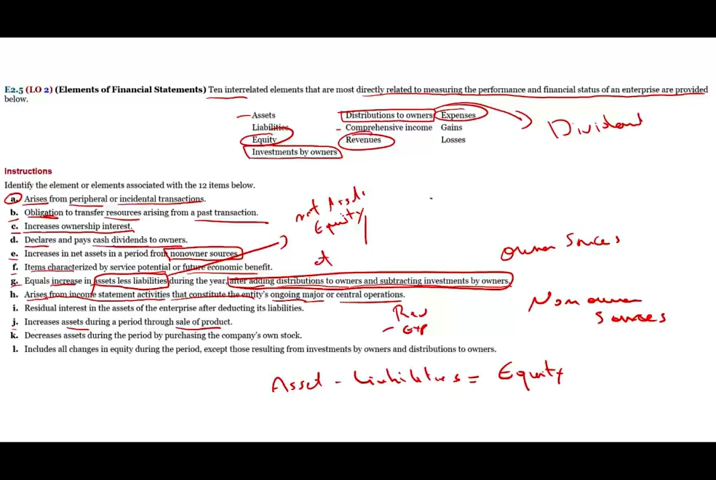 E2.5 (LO 2) (Elements of Financial Statements) Ten interrelated elements that are most directly related to measuring the performance and financial status of an enterprise are provided
below.
Assets Distributions to owners Expenses
Liabilities Comprehensive income Gains
Equity Revenues Losses
Investments by owners
Dividend
Instructions
Identify the element or elements associated with the 12 items below.
a. Arises from peripheral or incidental transactions.
b. Obligation to transfer resources arising from a past transaction.
c. Increases ownership interest.
d. Declares and pays cash dividends to owners.
e. Increases in net assets in a period from nonowner sources.
f. Items characterized by service potential or future economic benefit.
g. Equals increase in assets less liabilities during the year, after adding distributions to owners and subtracting investments by owners.
h. Arises from income statement activities that constitute the entity's ongoing major or central operations.
i. Residual interest in the assets of the enterprise after deducting its liabilities.
j. Increases assets during a period through sale of product.
k. Decreases assets during the period by purchasing the company's own stock.
l. Includes all changes in equity during the period, except those resulting from investments by owners and distributions to owners.
net Assets
Equity
owner Sources
Non owner
Sources
Rev
- Exp
Asset - Liabilities = Equity